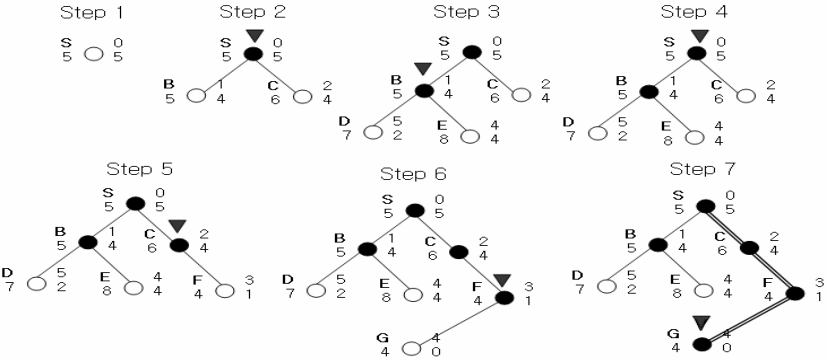 Step 1
S 0
5 5
Step 2
S 0
5 5
B 1 C 2
5 4 6 4
Step 3
S 0
5 5
B 1 C 2
5 4 6 4
D 5 E 4
7 2 8 4
Step 4
S 0
5 5
B 1 C 2
5 4 6 4
D 5 E 4
7 2 8 4
Step 5
S 0
5 5
B 1 C 2
5 4 6 4
D 5 E 4 F 3
7 2 8 4 4 1
Step 6
S 0
5 5
B 1 C 2
5 4 6 4
D 5 E 4 F 3
7 2 8 4 4 1
G 4
4 0
Step 7
S 0
5 5
B 1 C 2
5 4 6 4
D 5 E 4 F 3
7 2 8 4 4 1
G 4
4 0